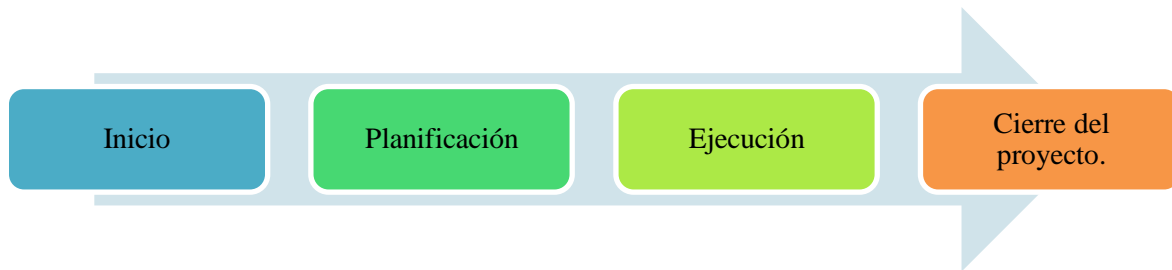 Inicio
Planificación
Ejecución
Cierre del
proyecto.